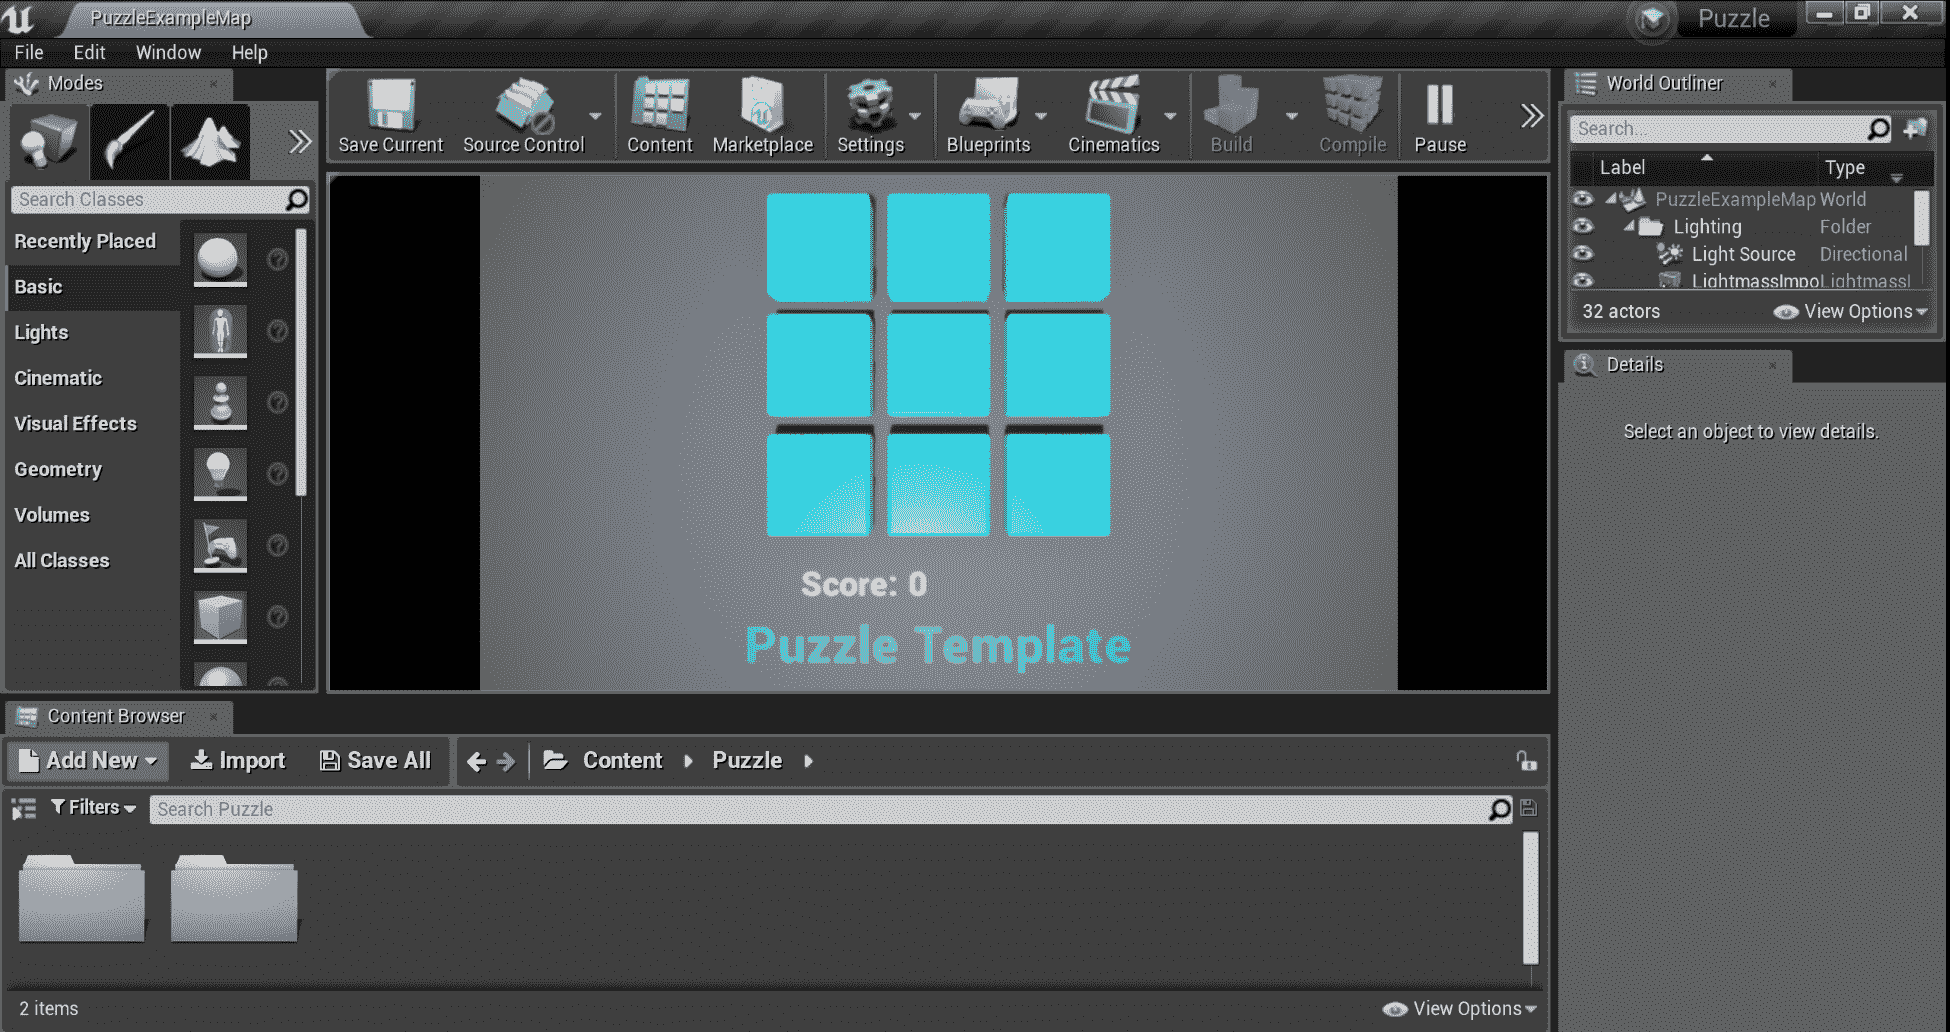 PuzzleExampleMap
Puzzle
File Edit Window Help
Modes
Save Current
Source Control
Content
Marketplace
Settings
Blueprints
Cinematics
Build
Compile
Pause
Search Classes
Recently Placed
Basic
Lights
Cinematic
Visual Effects
Geometry
Volumes
All Classes
Score: 0
Puzzle Template
World Outliner
Search...
Label Type
PuzzleExampleMap World
Lighting Folder
Light Source Directional
LightmassImpo Lightmassl
32 actors View Options
Details
Select an object to view details.
Content Browser
Add New Import Save All Content Puzzle
Filters Search Puzzle
2 items View Options